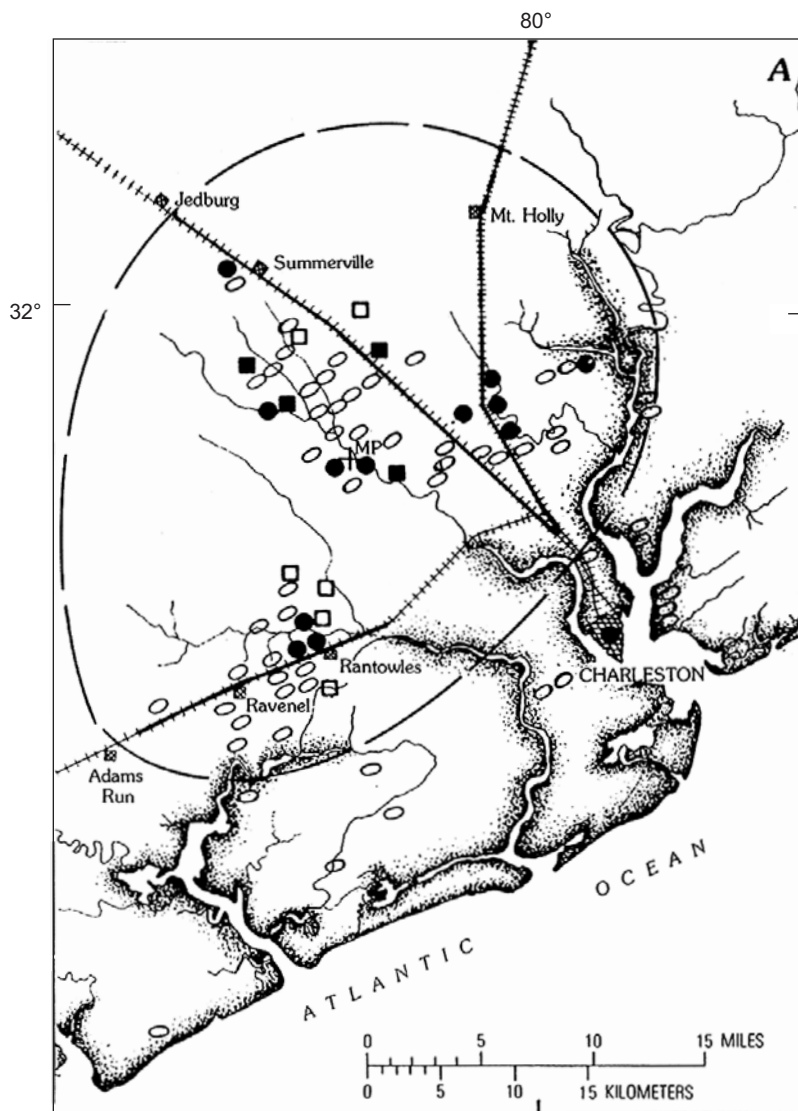 80°
A
Jedburg
Mt. Holly
Summerville
32°
MP
Rantowles
CHARLESTON
Ravenel
Adams
Run
OCEAN
ATLANTIC
0 5 10 15 MILES
0 5 10 15 KILOMETERS